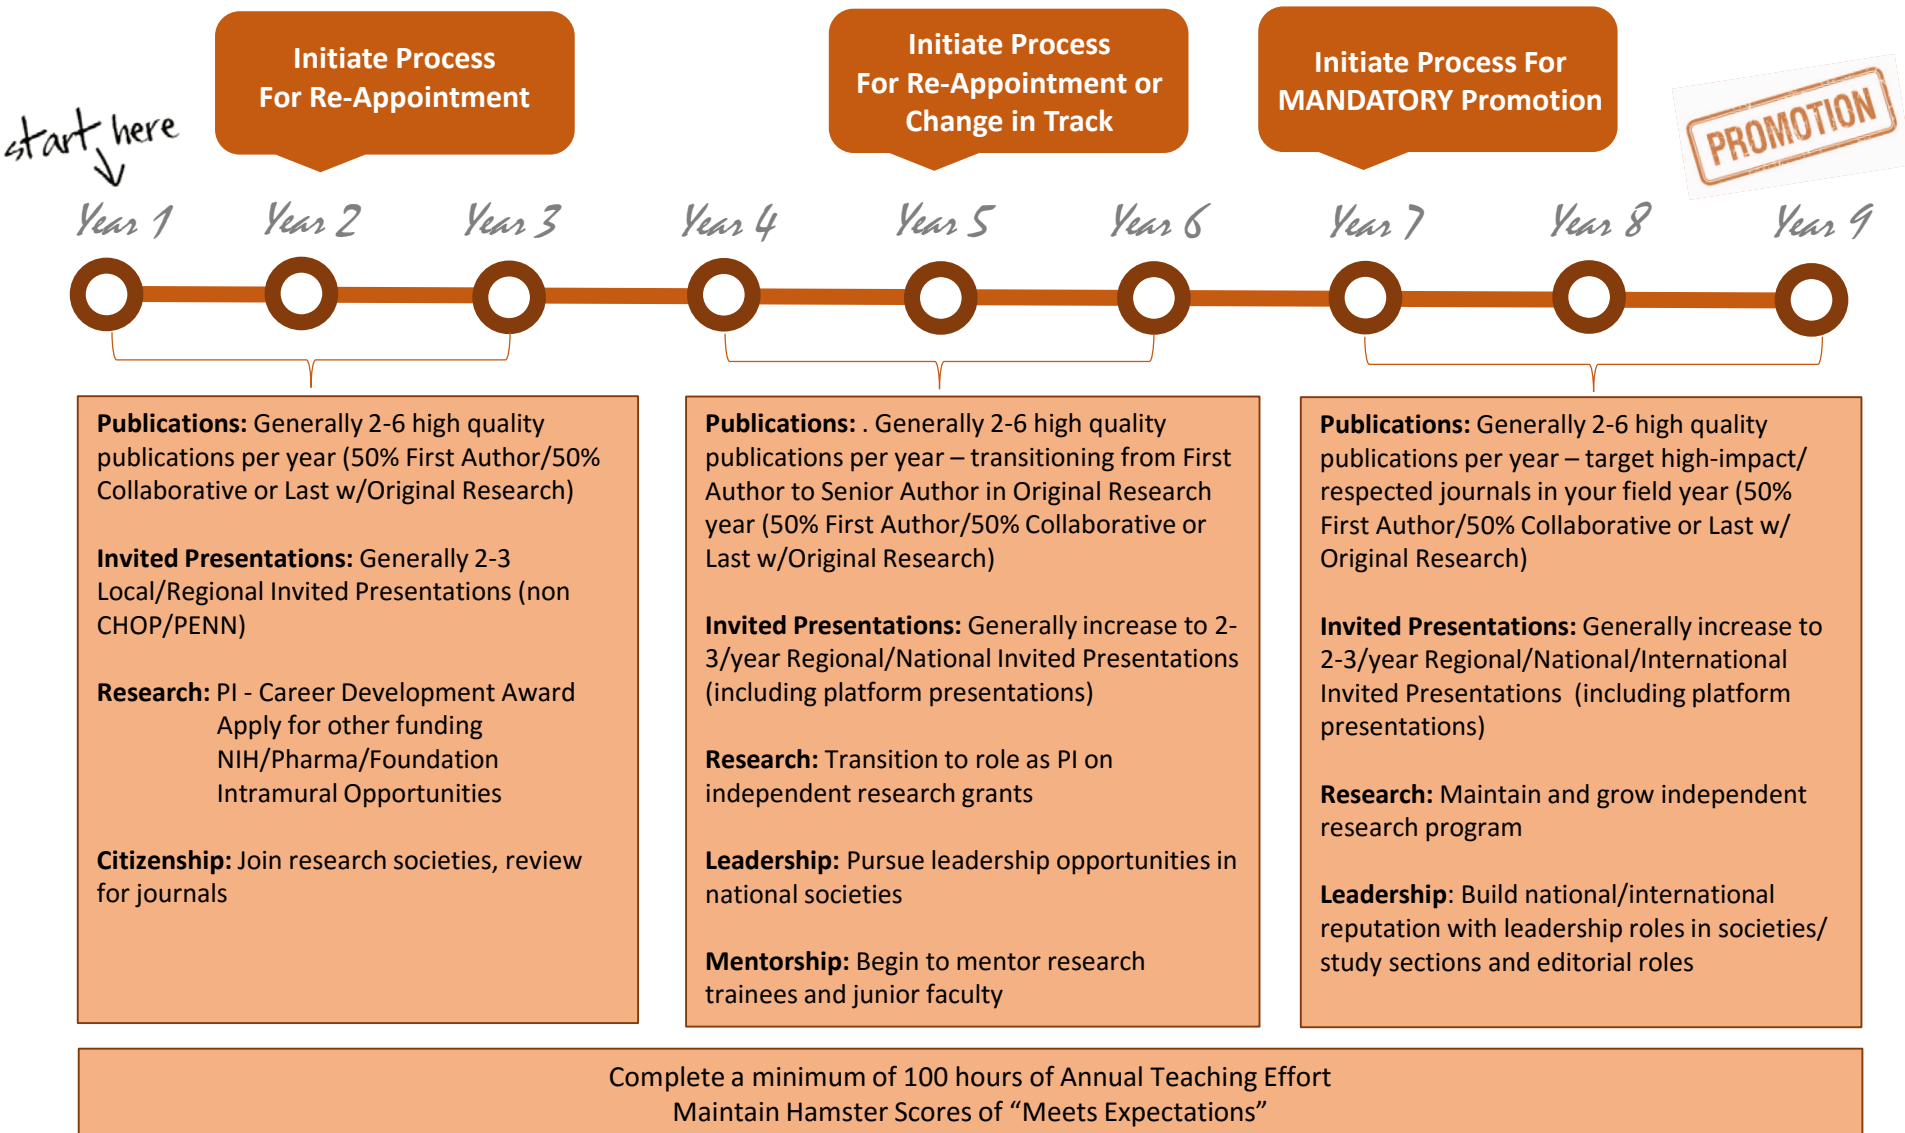 Initiate Process
For Re-Appointment
Initiate Process
For Re-Appointment or
Change in Track
Initiate Process For
MANDATORY Promotion
PROMOTION
start here
Year 1
Year 2
Year 3
Year 4
Year 5
Year 6
Year 7
Year 8
Year 9
Publications: Generally 2-6 high quality
publications per year (50% First Author/50%
Collaborative or Last w/Original Research)
Invited Presentations: Generally 2-3
Local/Regional Invited Presentations (non
CHOP/PENN)
Research: PI - Career Development Award
Apply for other funding
NIH/Pharma/Foundation
Intramural Opportunities
Citizenship: Join research societies, review
for journals
Publications: . Generally 2-6 high quality
publications per year – transitioning from First
Author to Senior Author in Original Research
year (50% First Author/50% Collaborative or
Last w/Original Research)
Invited Presentations: Generally increase to 2-
3/year Regional/National Invited Presentations
(including platform presentations)
Research: Transition to role as PI on
independent research grants
Leadership: Pursue leadership opportunities in
national societies
Mentorship: Begin to mentor research
trainees and junior faculty
Publications: Generally 2-6 high quality
publications per year – target high-impact/
respected journals in your field year (50%
First Author/50% Collaborative or Last w/
Original Research)
Invited Presentations: Generally increase to
2-3/year Regional/National/International
Invited Presentations (including platform
presentations)
Research: Maintain and grow independent
research program
Leadership: Build national/international
reputation with leadership roles in societies/
study sections and editorial roles
Complete a minimum of 100 hours of Annual Teaching Effort
Maintain Hamster Scores of “Meets Expectations”